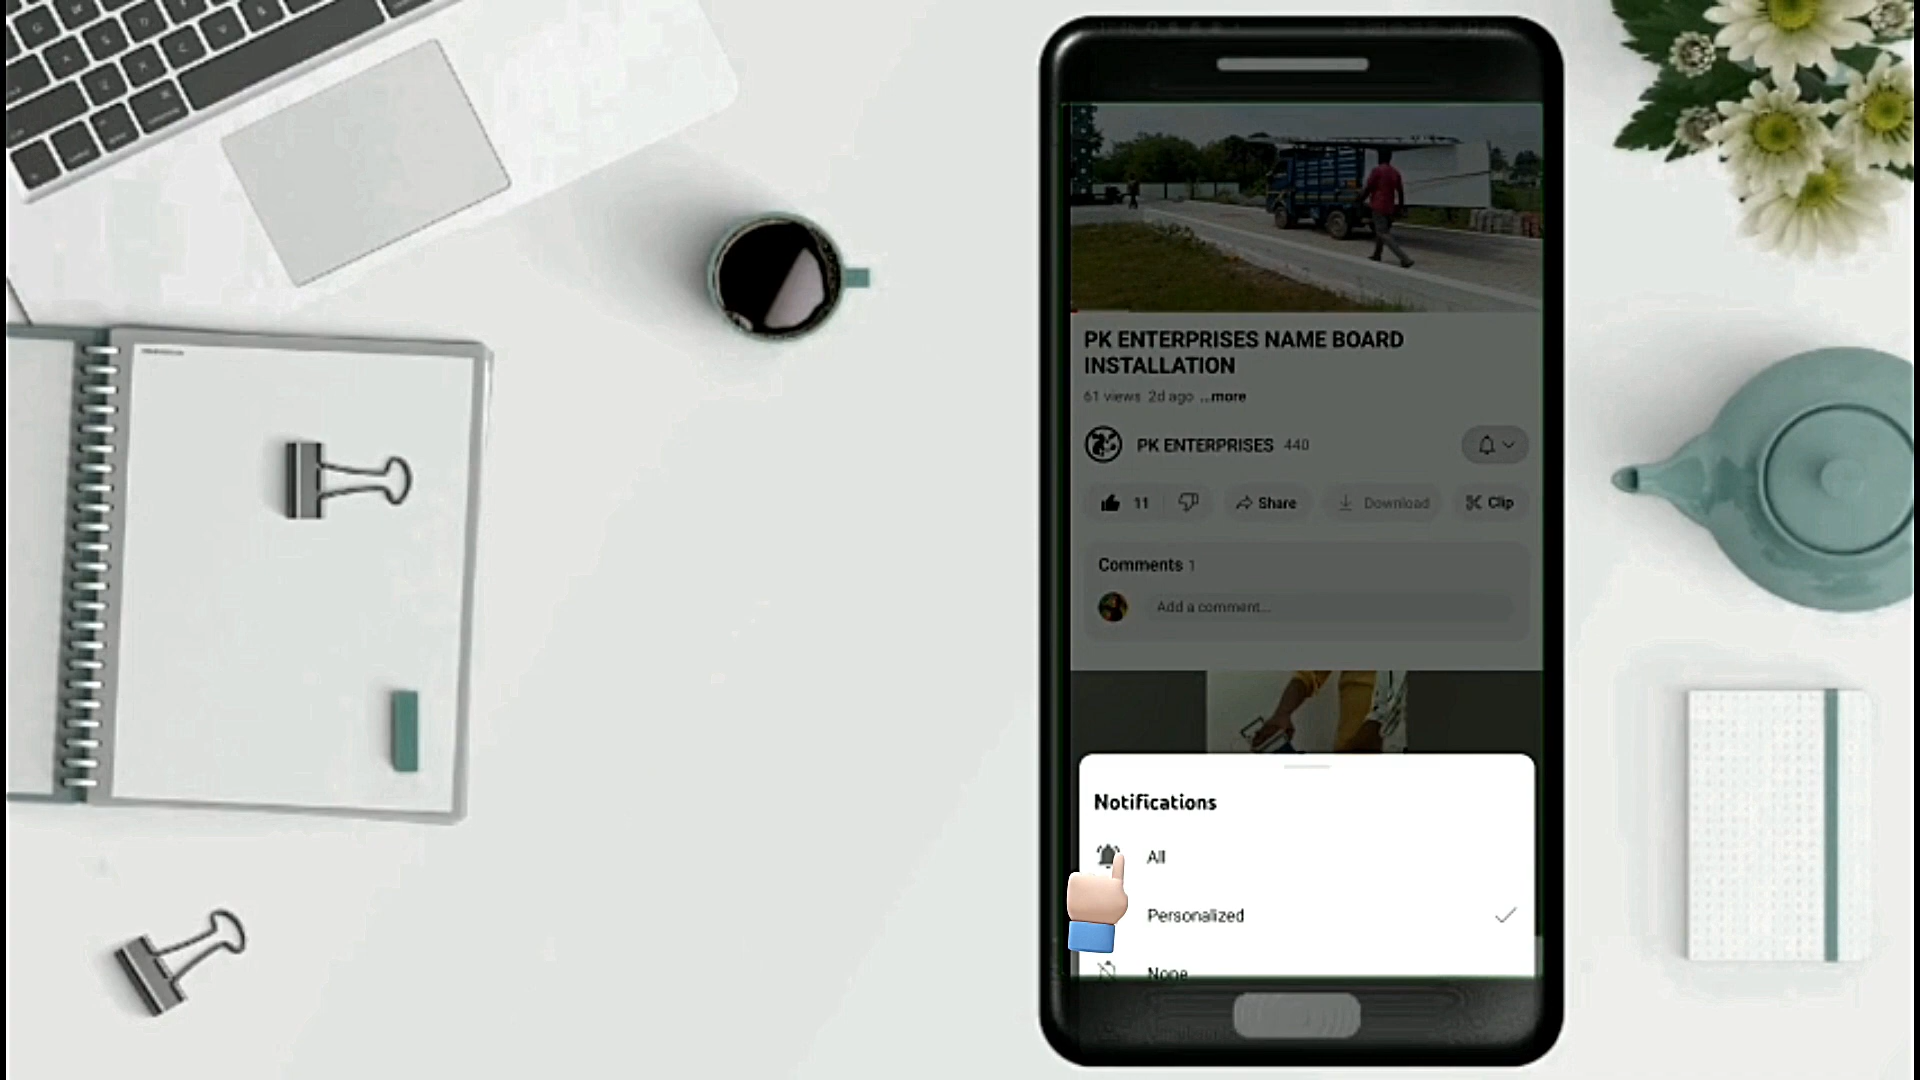 PK ENTERPRISES NAME BOARD
INSTALLATION
61 views 2d ago ...more
PK ENTERPRISES 440
11 Share Download Clip
Comments 1
Add a comment...
Notifications
All
Personalized
None